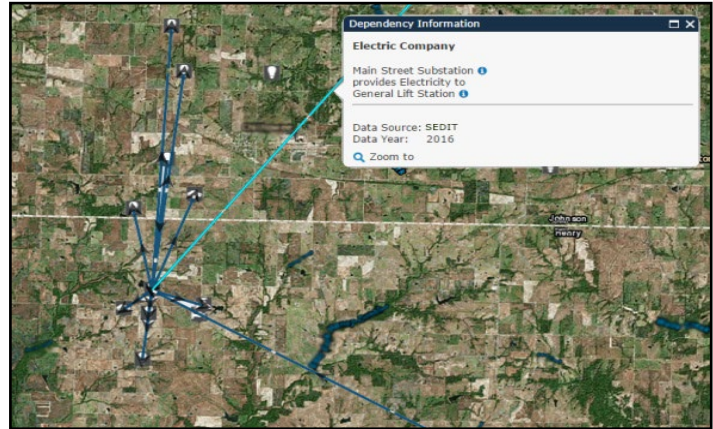 Dependency Information
Electric Company
Main Street Substation
provides Electricity to
General Lift Station
Data Source: SEDIT
Data Year: 2016
Zoom to
Johnson
Henry